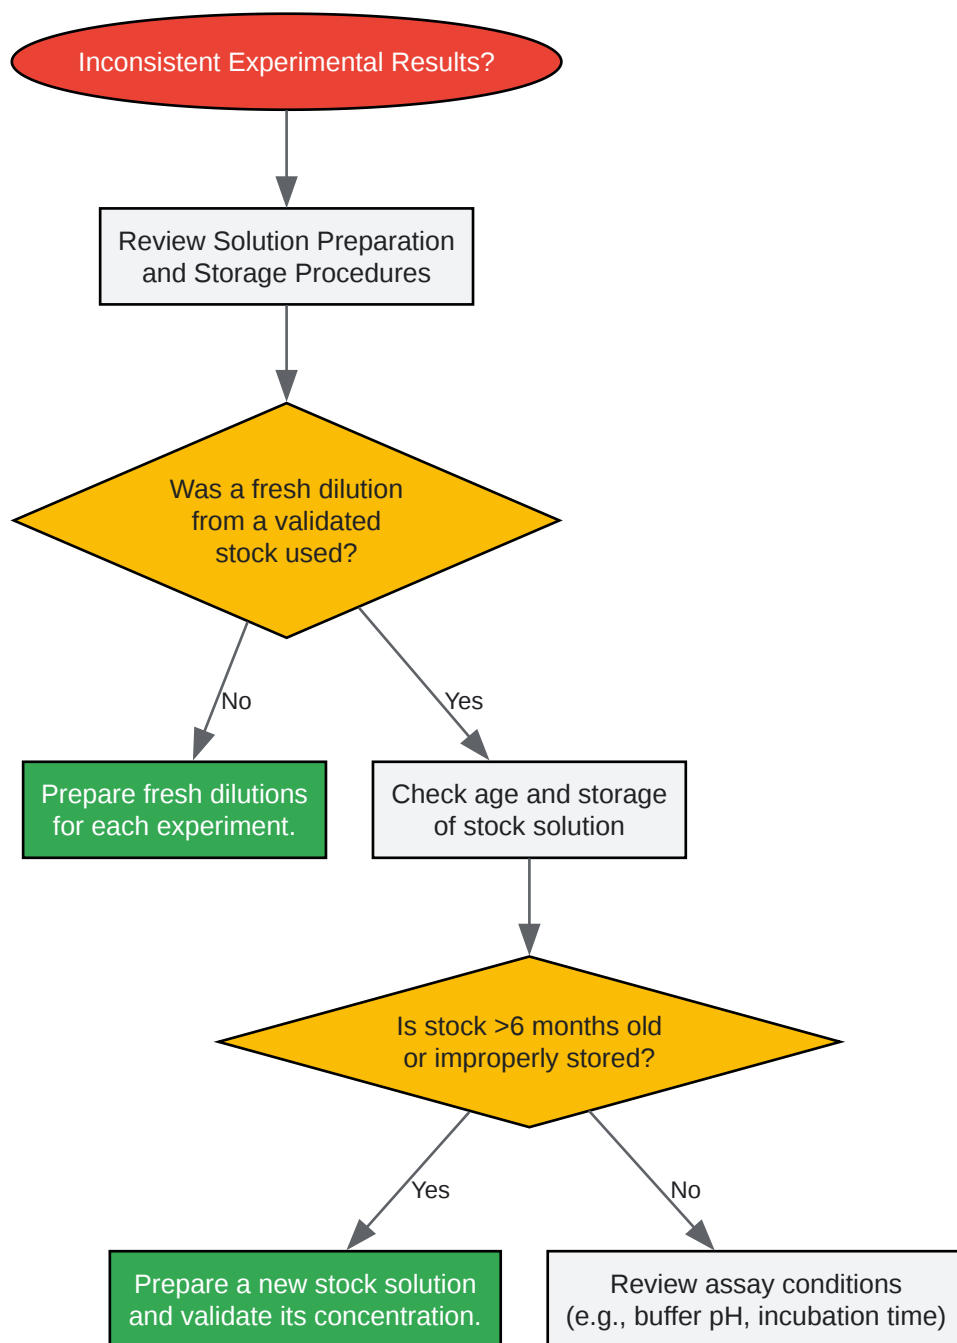 Inconsistent Experimental Results?
Review Solution Preparation
and Storage Procedures
Was a fresh dilution
from a validated
stock used?
No
Yes
Prepare fresh dilutions
for each experiment.
Check age and storage
of stock solution
Is stock >6 months old
or improperly stored?
Yes
No
Prepare a new stock solution
and validate its concentration.
Review assay conditions
(e.g., buffer pH, incubation time)